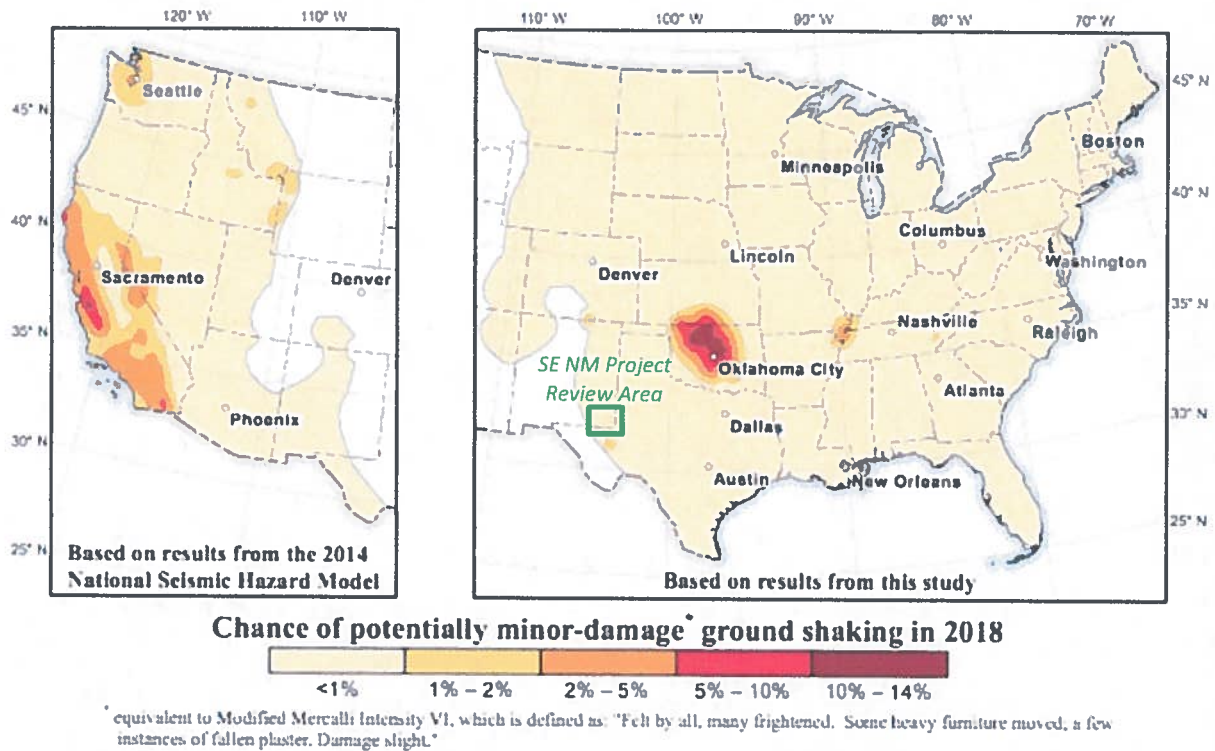 120° W 110° W
110° W 100° W 90° W 80° W 70° W
45° N
40° N
35° N
30° N
25° N
Seattle
Sacramento
Denver
Phoenix
Based on results from the 2014
National Seismic Hazard Model
Boston
Minneapolis
Columbus
Lincoln
Denver
Washington
Nashville
Raleigh
Oklahoma City
SE NM Project
Review Area
Atlanta
Dallas
Austin
New Orleans
Based on results from this study
45° N
40° N
35° N
30° N
25° N
Chance of potentially minor-damage* ground shaking in 2018
<1% 1% – 2% 2% – 5% 5% – 10% 10% – 14%
* equivalent to Modified Mercalli Intensity VI, which is defined as: "Felt by all, many frightened. Some heavy furniture moved; a few
instances of fallen plaster. Damage slight."